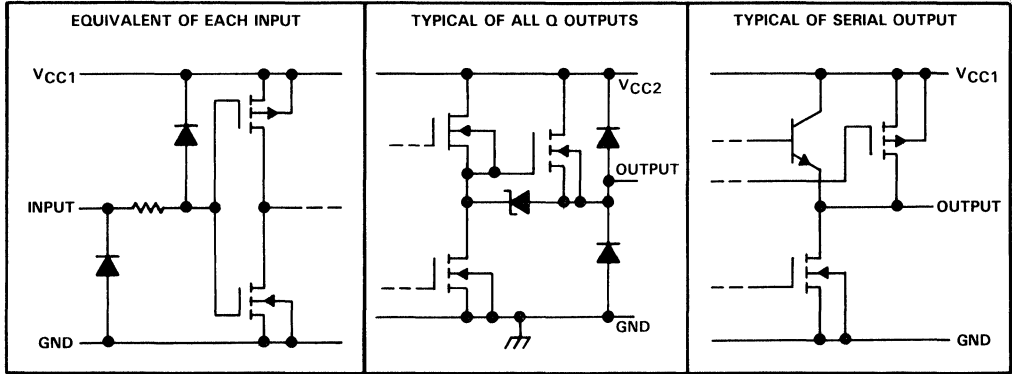 EQUIVALENT OF EACH INPUT
VCC1
INPUT
GND
TYPICAL OF ALL Q OUTPUTS
VCC2
OUTPUT
GND
TYPICAL OF SERIAL OUTPUT
VCC1
OUTPUT
GND